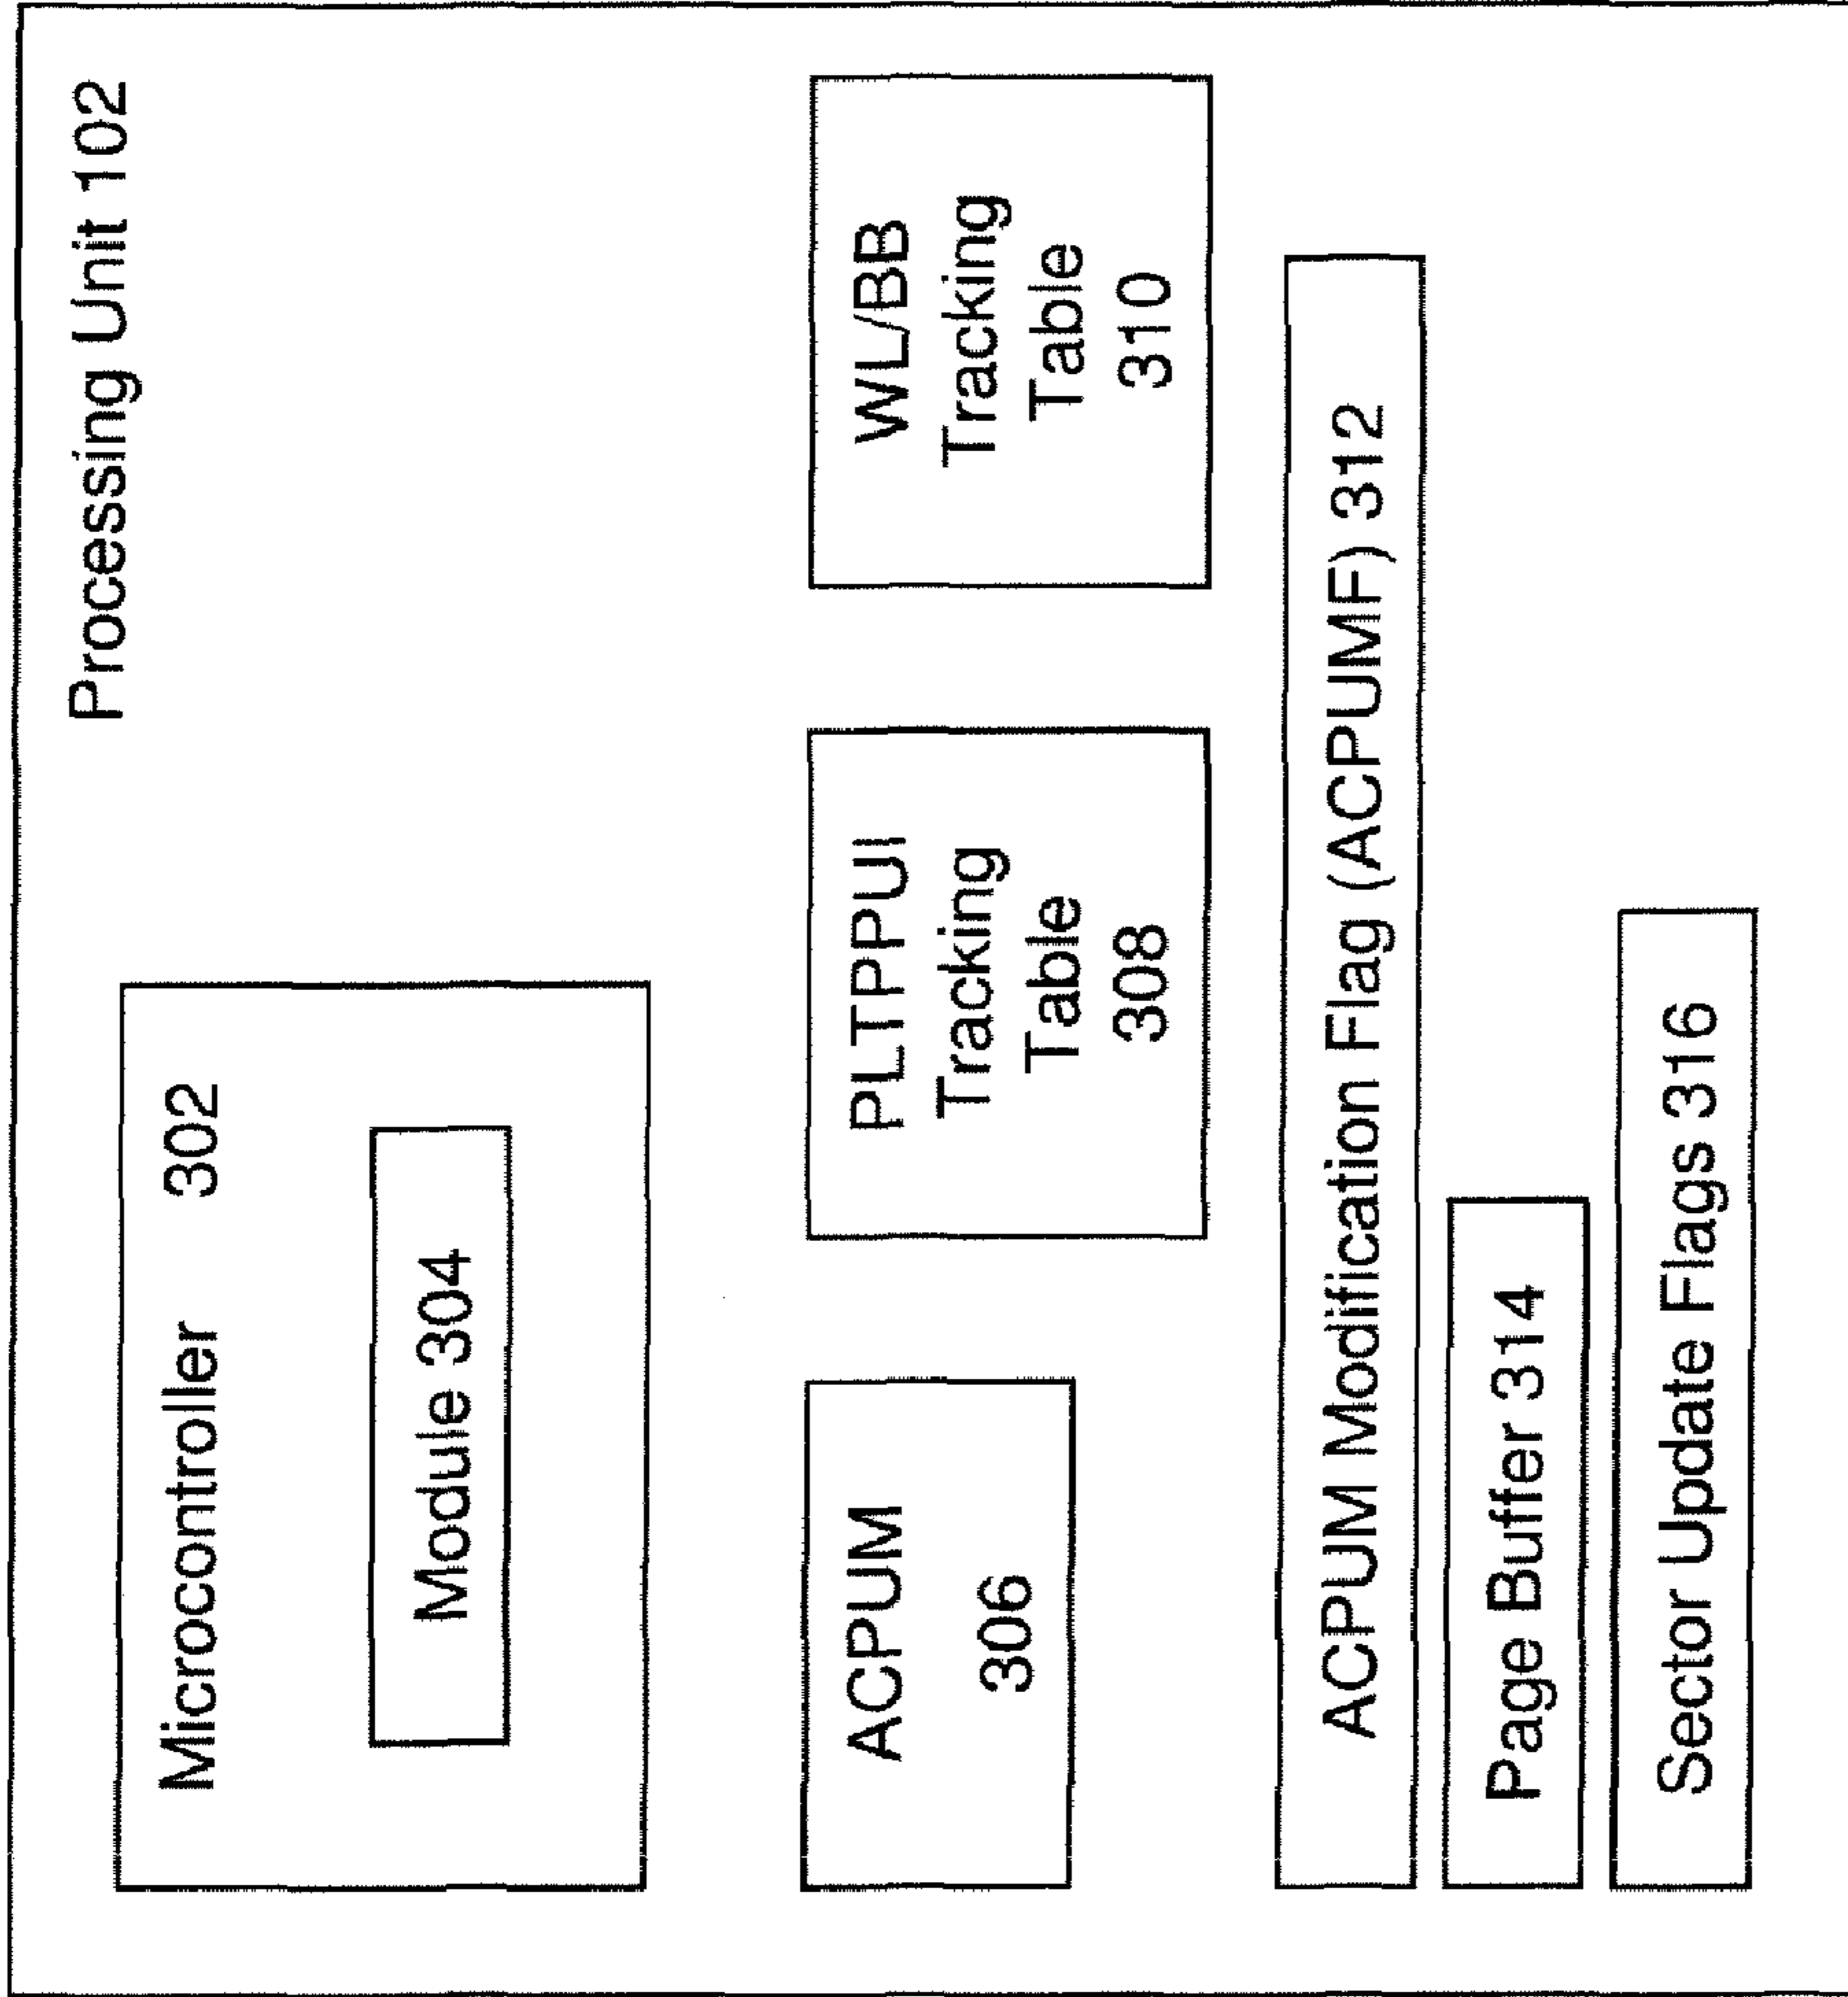 Processing Unit 102
Microcontroller 302
Module 304
ACPUM
306
PLTPPUI
Tracking
Table
308
WL/BB
Tracking
Table
310
ACPUM Modification Flag (ACPUMF) 312
Page Buffer 314
Sector Update Flags 316